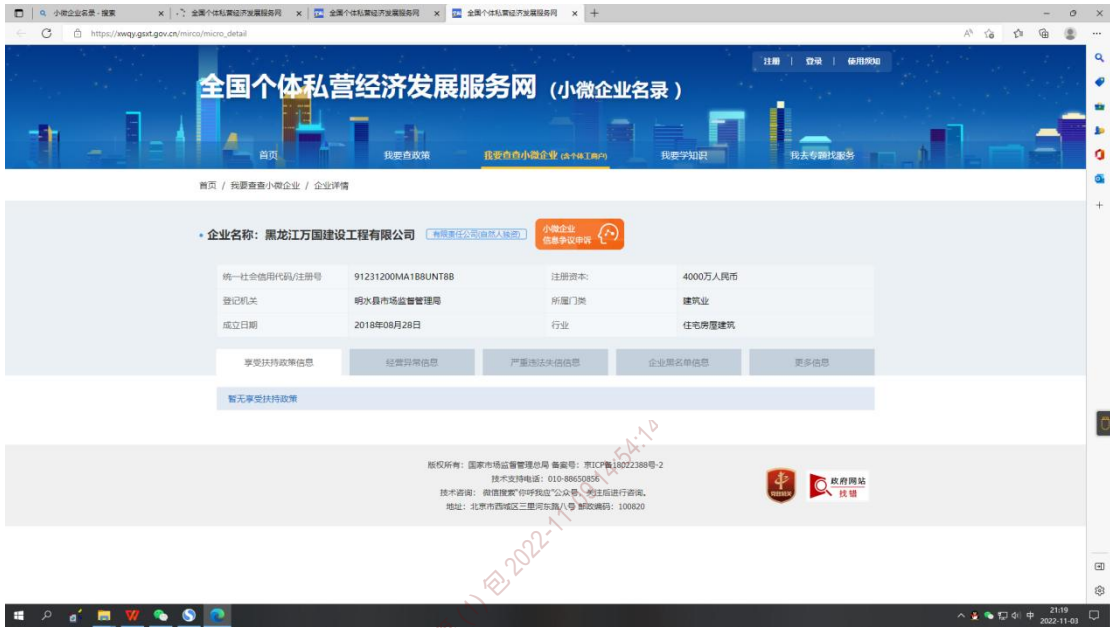 小微企业名录 - 搜索
全国个体私营经济发展服务网
全国个体私营经济发展服务网
全国个体私营经济发展服务网
https://xwqy.gsxt.gov.cn/mirco/micro_detail
注册 | 登录 | 使用须知
全国个体私营经济发展服务网 (小微企业名录 )
首页 我要查政策 我要查查小微企业 (含个体工商户) 我要学知识 我去专题找服务
首页 / 我要查查小微企业 / 企业详情
企业名称: 黑龙江万国建设工程有限公司 有限责任公司(自然人独资)
小微企业
信息争议申诉
统一社会信用代码/注册号 91231200MA1B8UNT8B 注册资本: 4000万人民币
登记机关 明水县市场监督管理局 所属门类 建筑业
成立日期 2018年08月28日 行业 住宅房屋建筑
享受扶持政策信息 经营异常信息 严重违法失信信息 企业黑名单信息 更多信息
暂无享受扶持政策
版权所有: 国家市场监督管理总局 备案号: 京ICP备18022388号-2
技术支持电话: 010-88650856
技术咨询: 微信搜索"你呼我应"公众号, 关注后进行咨询。
地址: 北京市西城区三里河东路八号 邮政编码: 100820
政府网站
找错
包 2022-11-09 14:54:14
中
21:19
2022-11-03